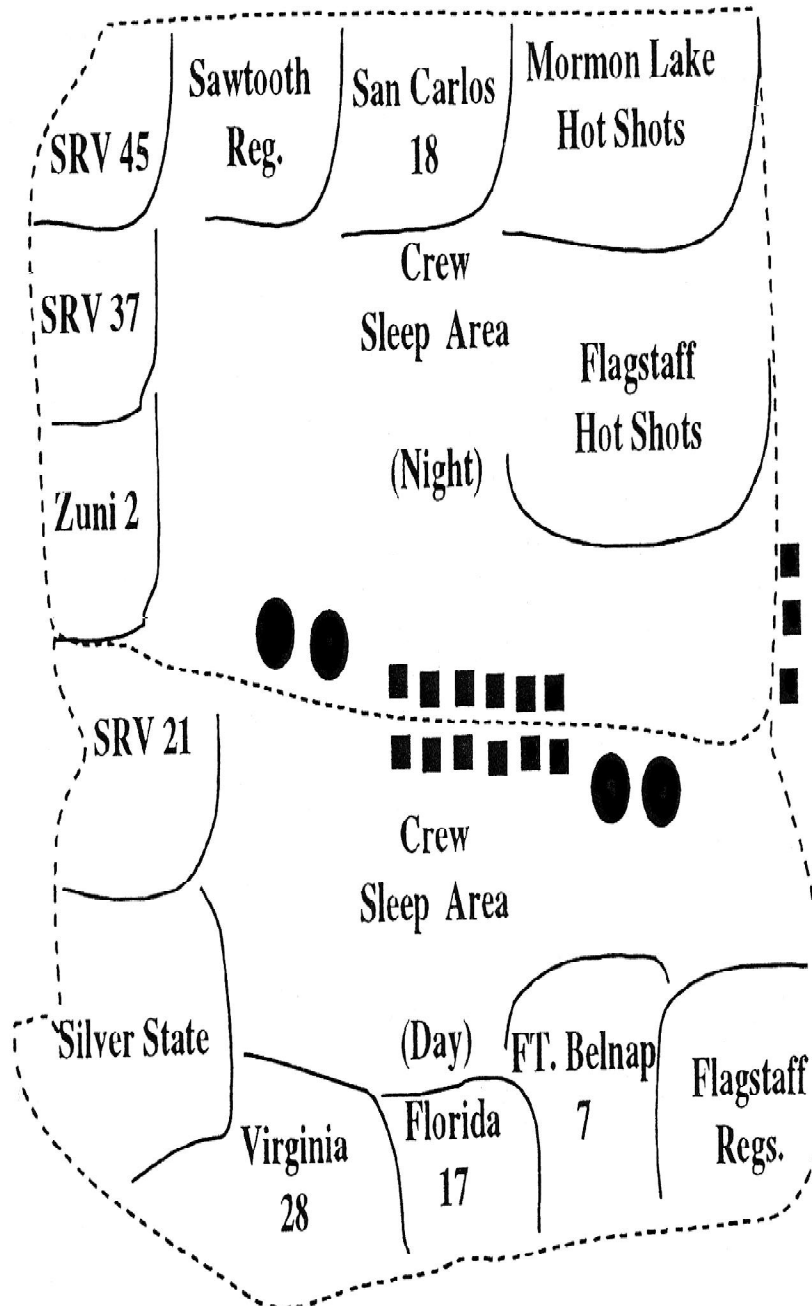 SRV 45
Sawtooth
Reg.
San Carlos
18
Mormon Lake
Hot Shots
SRV 37
Crew
Sleep Area
Flagstaff
Hot Shots
(Night)
Zuni 2
SRV 21
Crew
Sleep Area
Silver State
(Day)
FT. Belnap
7
Flagstaff
Regs.
Virginia
28
Florida
17